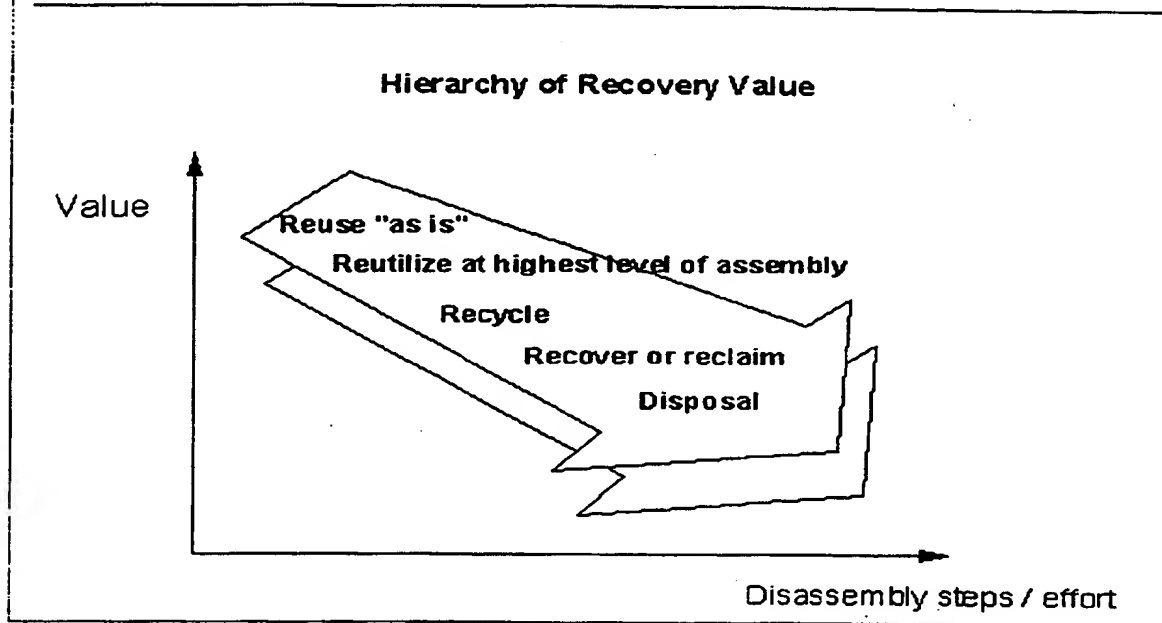 Hierarchy of Recovery Value
Value
Reuse "as is"
Reutilize at highest level of assembly
Recycle
Recover or reclaim
Disposal
Disassembly steps / effort